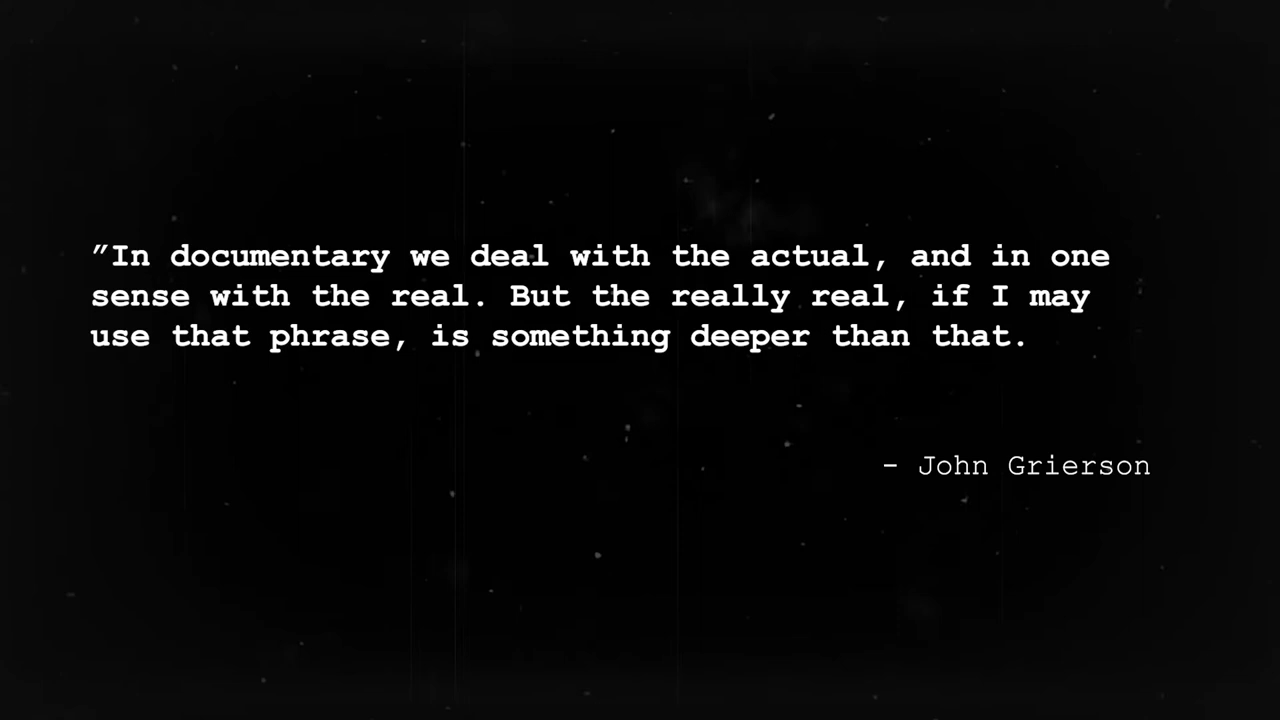 ″In documentary we deal with the actual, and in one
sense with the real. But the really real, if I may
use that phrase, is something deeper than that.
- John Grierson